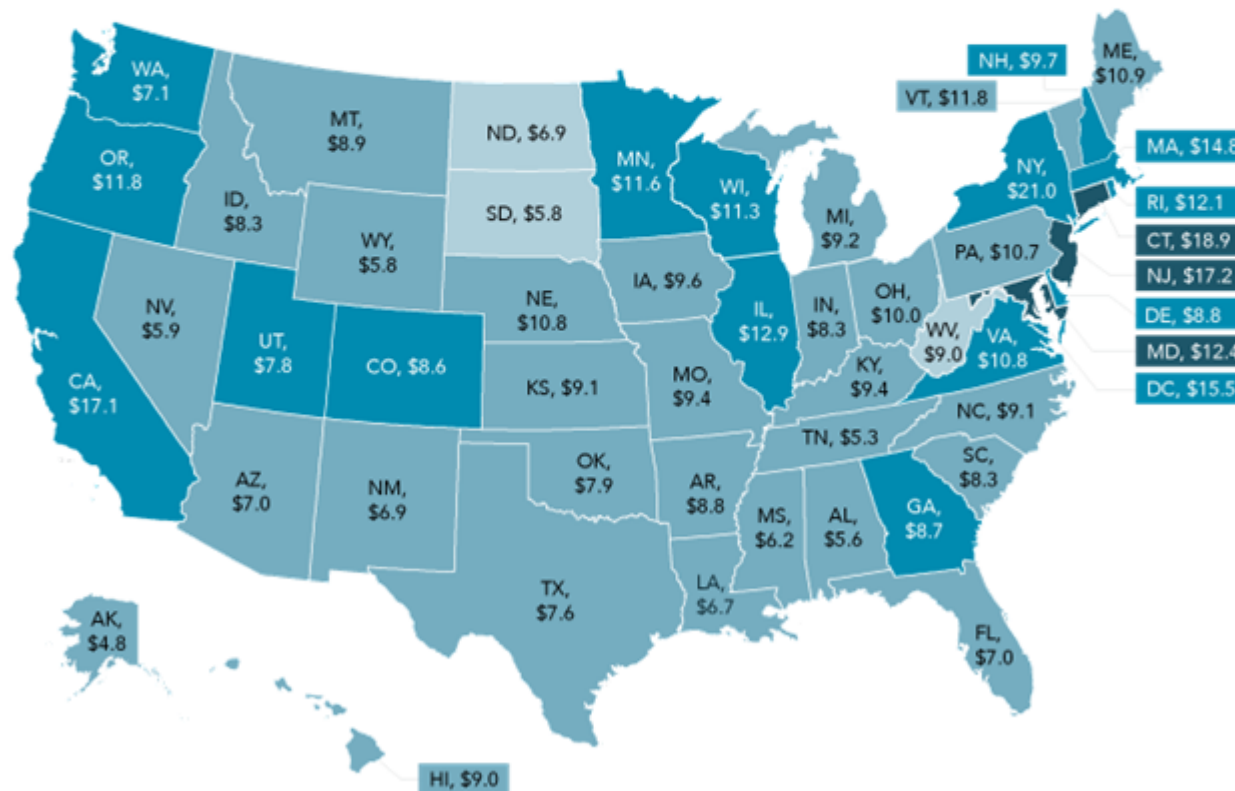 WA,
$7.1
OR,
$11.8
CA,
$17.1
NV,
$5.9
ID,
$8.3
MT,
$8.9
WY,
$5.8
UT,
$7.8
CO, $8.6
AZ,
$7.0
NM,
$6.9
ND, $6.9
SD, $5.8
NE,
$10.8
KS, $9.1
OK,
$7.9
TX,
$7.6
MN,
$11.6
IA, $9.6
MO,
$9.4
AR,
$8.8
LA,
$6.7
WI,
$11.3
IL,
$12.9
MI,
$9.2
IN,
$8.3
OH,
$10.0
KY,
$9.4
TN, $5.3
MS,
$6.2
AL,
$5.6
GA,
$8.7
FL,
$7.0
SC,
$8.3
NC, $9.1
VA,
$10.8
WV,
$9.0
PA, $10.7
NY,
$21.0
VT, $11.8
NH, $9.7
ME,
$10.9
MA, $14.8
RI, $12.1
CT, $18.9
NJ, $17.2
DE, $8.8
MD, $12.4
DC, $15.5
AK,
$4.8
HI, $9.0